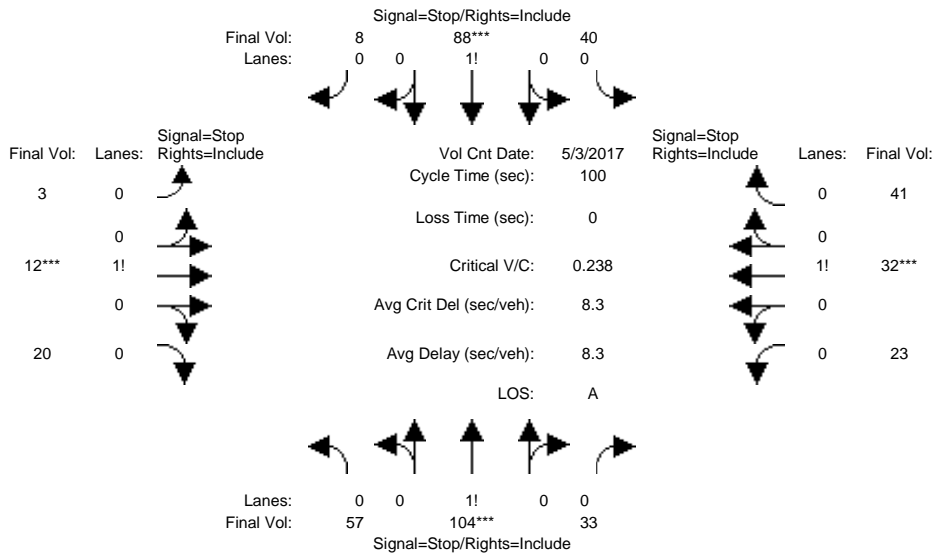 Signal=Stop/Rights=Include
Final Vol: 8 88*** 40
Lanes: 0 0 1! 0 0
Signal=Stop Signal=Stop
Final Vol: Lanes: Rights=Include Vol Cnt Date: 5/3/2017 Rights=Include Lanes: Final Vol:
Cycle Time (sec): 100
3 0 0 41
Loss Time (sec): 0
0 0
12*** 1! Critical V/C: 0.238 1! 32***
0 Avg Crit Del (sec/veh): 8.3 0
20 0 Avg Delay (sec/veh): 8.3 0 23
LOS: A
Lanes: 0 0 1! 0 0
Final Vol: 57 104*** 33
Signal=Stop/Rights=Include